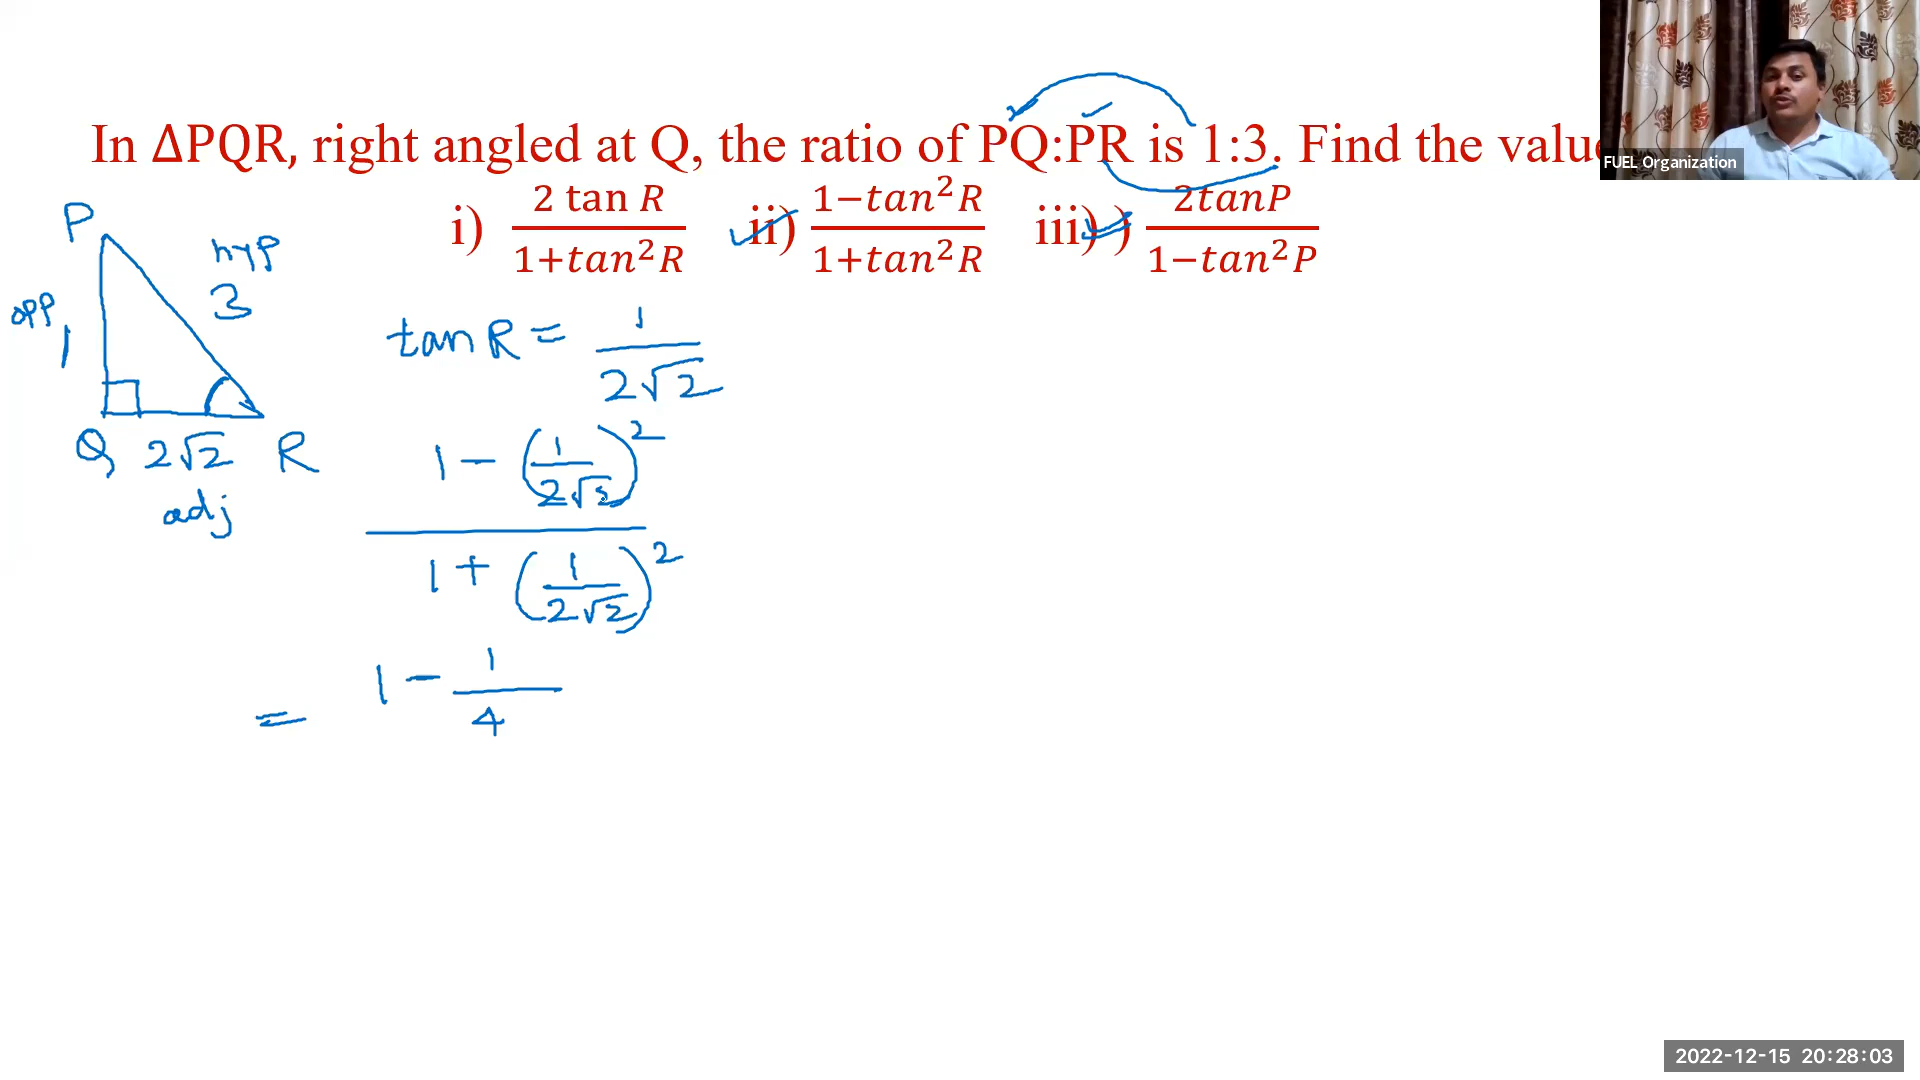 In ΔPQR, right angled at Q, the ratio of PQ:PR is 1:3. Find the value
FUEL Organization
i) 2 tan R / 1+tan²R ii) 1−tan²R / 1+tan²R iii) ) 2tanP / 1−tan²P
P
hyp
3
opp
1
Q 2√2 R
adj
tan R = 1 / 2√2
1 − (1 / 2√2)²
1 + (1 / 2√2)²
= 1 − 1 / 4
2022-12-15 20:28:03